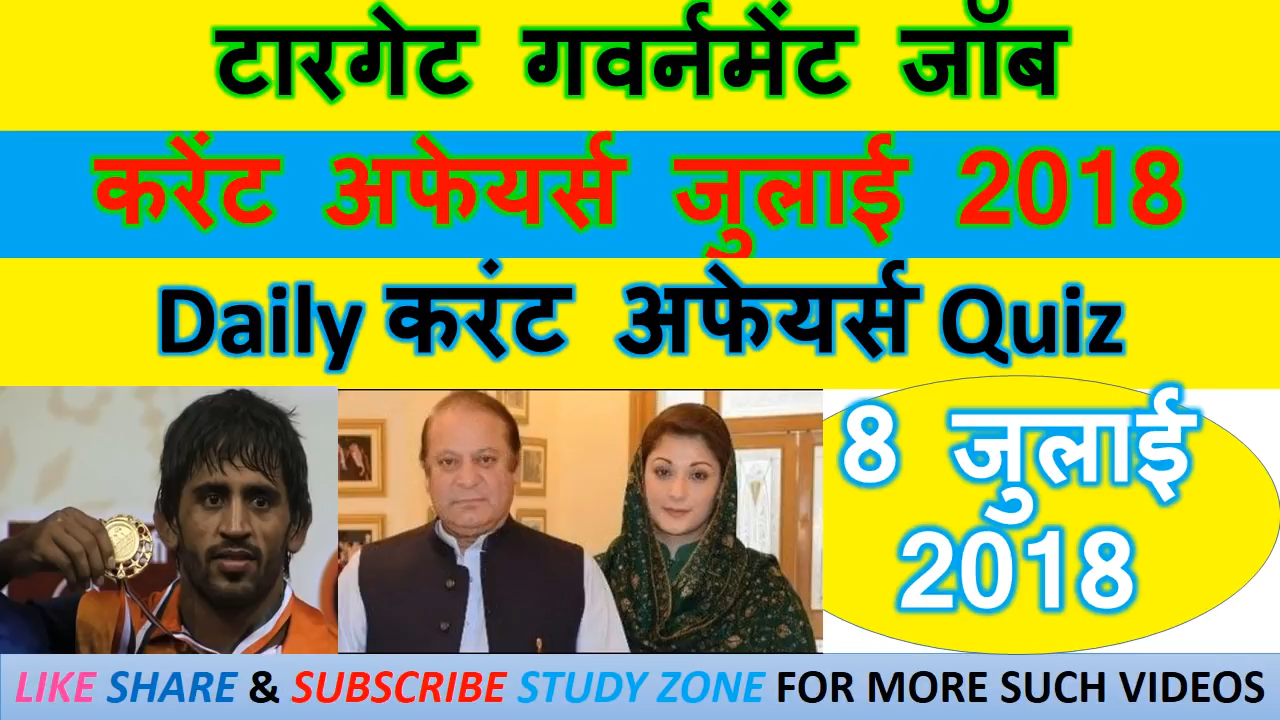 टारगेट गवर्नमेंट जॉब
करेंट अफेयर्स जुलाई 2018
Daily करंट अफेयर्स Quiz
8 जुलाई
2018
LIKE SHARE & SUBSCRIBE STUDY ZONE FOR MORE SUCH VIDEOS